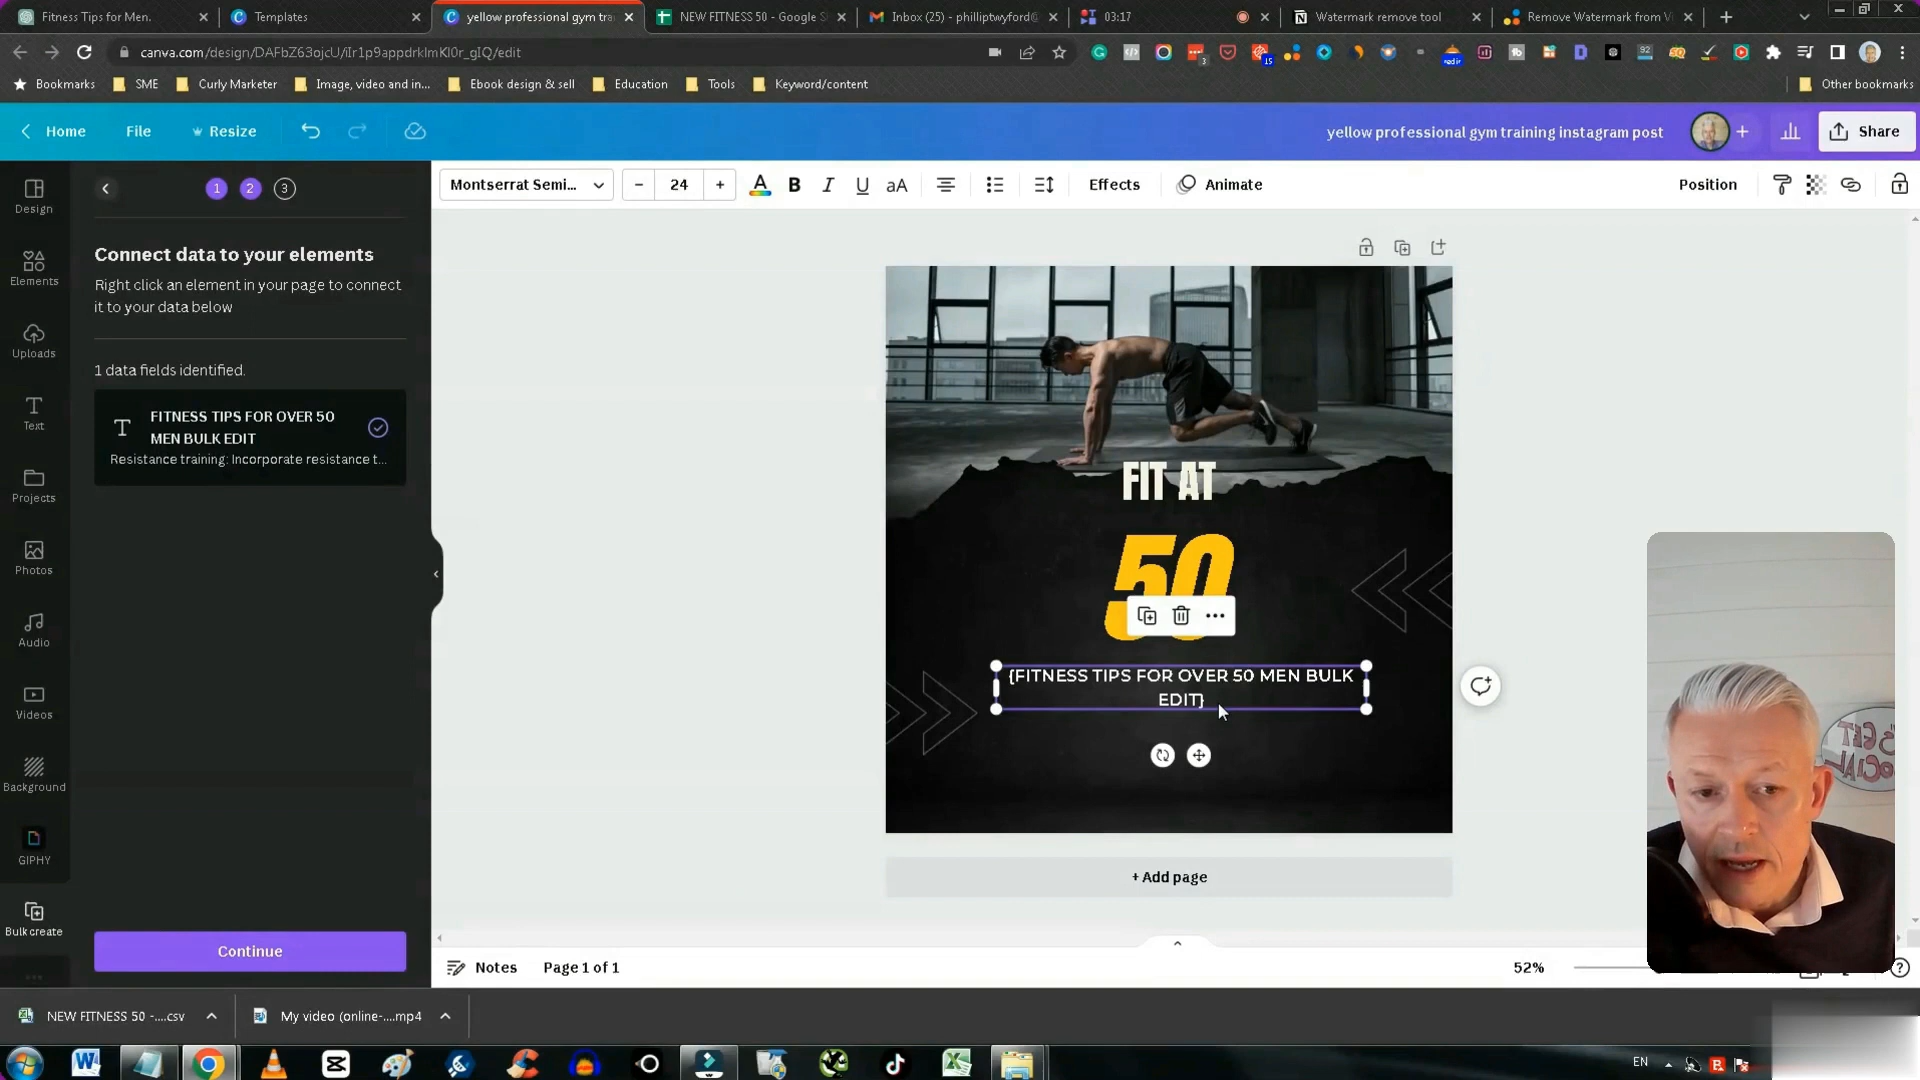 Fitness Tips for Men.
Templates
yellow professional gym trai
NEW FITNESS 50 - Google S
Inbox (25) - philliptwyford@
03:17
Watermark remove tool
Remove Watermark from Vi
canva.com/design/DAFbZ63ojcU/iIr1p9appdrklmKl0r_gIQ/edit
Bookmarks
SME
Curly Marketer
Image, video and in...
Ebook design & sell
Education
Tools
Keyword/content
Other bookmarks
Home
File
Resize
yellow professional gym training instagram post
Share
1
2
3
Montserrat Semi...
24
B
I
U
aA
Effects
Animate
Position
Design
Elements
Uploads
Text
Projects
Photos
Audio
Videos
Background
GIPHY
Bulk create
Connect data to your elements
Right click an element in your page to connect
it to your data below
1 data fields identified.
FITNESS TIPS FOR OVER 50
MEN BULK EDIT
Resistance training: Incorporate resistance t...
Continue
FIT AT
50
{FITNESS TIPS FOR OVER 50 MEN BULK
EDIT}
+ Add page
Notes
Page 1 of 1
52%
NEW FITNESS 50 -....csv
My video (online-....mp4
EN